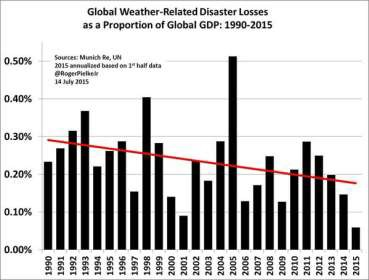 Global Weather-Related Disaster Losses
as a Proportion of Global GDP: 1990-2015
Sources: Munich Re, UN
2015 annualized based on 1st half data
@RogerPielkeJr
14 July 2015
0.50%
0.40%
0.30%
0.20%
0.10%
0.00%
1990 1991 1992 1993 1994 1995 1996 1997 1998 1999 2000 2001 2002 2003 2004 2005 2006 2007 2008 2009 2010 2011 2012 2013 2014 2015